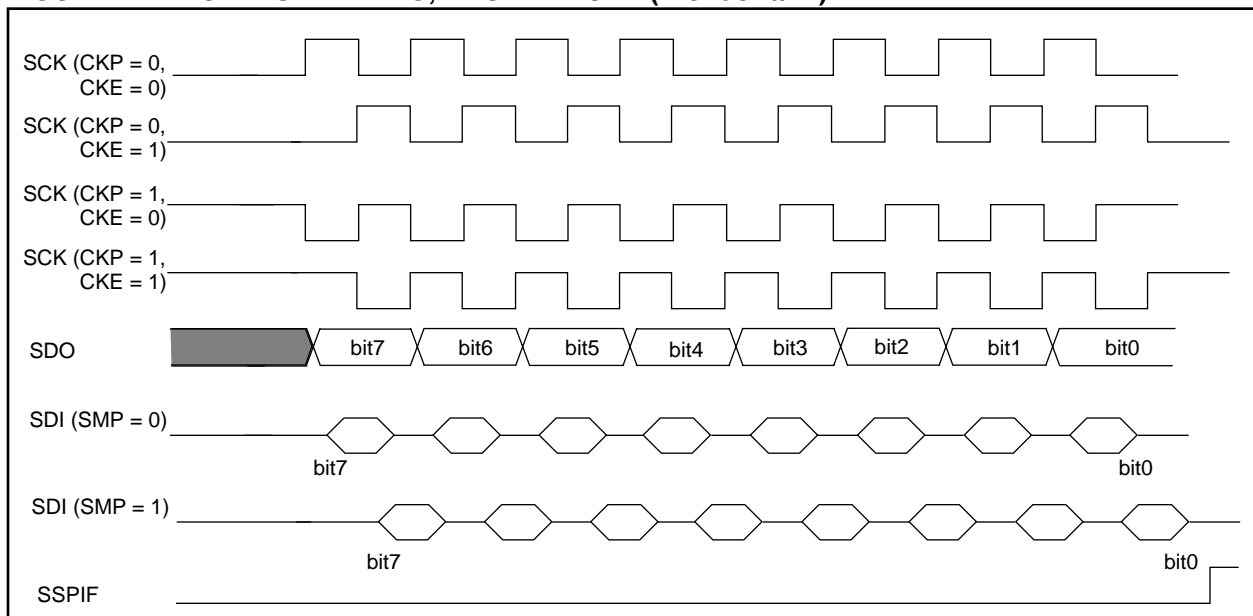 SCK (CKP = 0,
CKE = 0)
SCK (CKP = 0,
CKE = 1)
SCK (CKP = 1,
CKE = 0)
SCK (CKP = 1,
CKE = 1)
SDO bit7 bit6 bit5 bit4 bit3 bit2 bit1 bit0
SDI (SMP = 0)
bit7 bit0
SDI (SMP = 1)
bit7 bit0
SSPIF